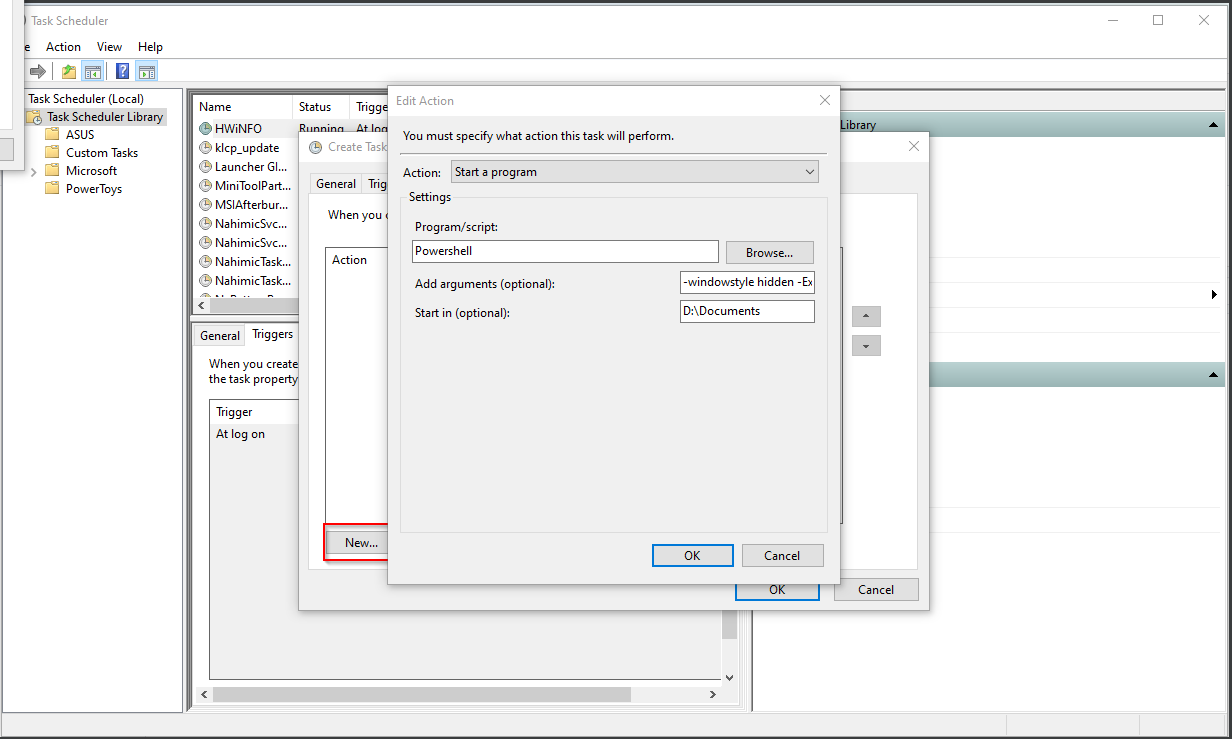 Task Scheduler
e Action View Help
Task Scheduler (Local)
Task Scheduler Library
ASUS
Custom Tasks
Microsoft
PowerToys
Name Status Trigge
HWiNFO Running At log
klcp_update
Launcher Gl...
MiniToolPart...
MSIAfterbur...
NahimicSvc...
NahimicSvc...
NahimicTask...
NahimicTask...
General Triggers
When you create
the task property
Trigger
At log on
Create Task
General Trig
When you c
Action
New...
OK Cancel
Edit Action
You must specify what action this task will perform.
Action: Start a program
Settings
Program/script:
Powershell Browse...
Add arguments (optional): -windowstyle hidden -Ex
Start in (optional): D:\Documents
OK Cancel
Library